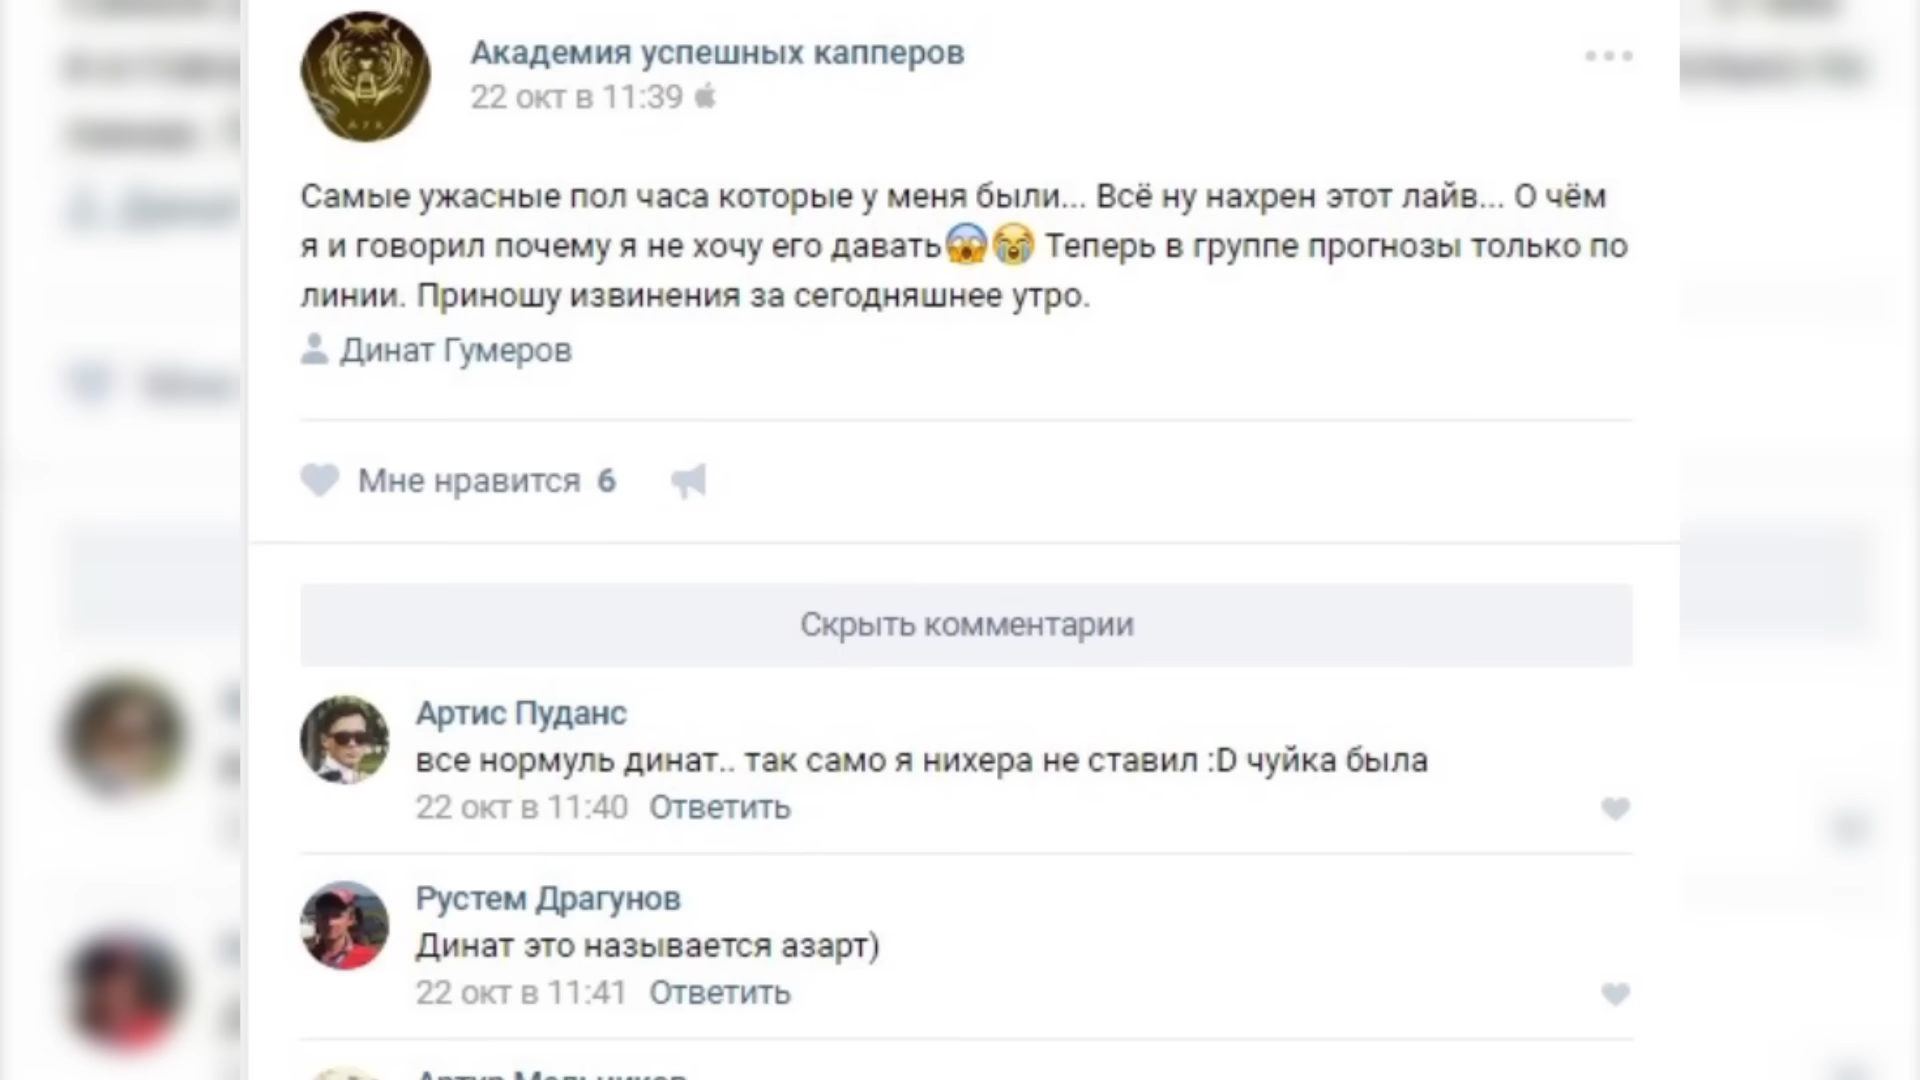 Академия успешных капперов
22 окт в 11:39
Самые ужасные пол часа которые у меня были... Всё ну нахрен этот лайв... О чём
я и говорил почему я не хочу его давать😱😭 Теперь в группе прогнозы только по
линии. Приношу извинения за сегодняшнее утро.
Динат Гумеров
Мне нравится 6
Скрыть комментарии
Артис Пуданс
все нормуль динат.. так само я нихера не ставил :D чуйка была
22 окт в 11:40 Ответить
Рустем Драгунов
Динат это называется азарт)
22 окт в 11:41 Ответить